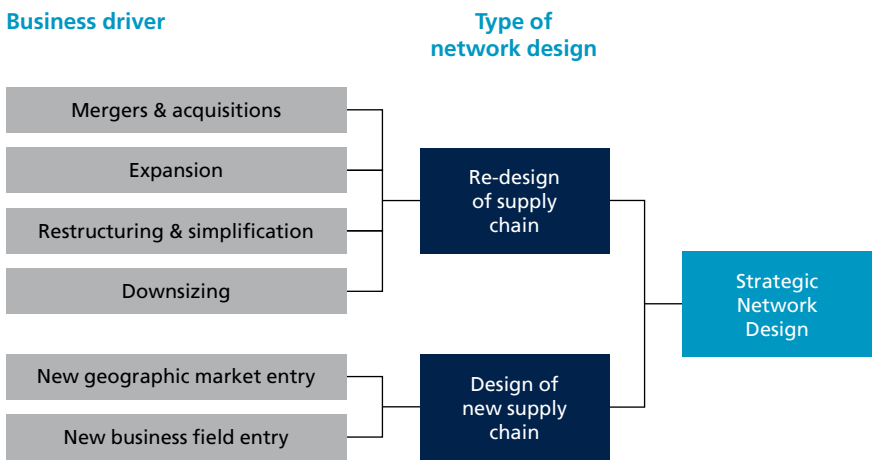 Business driver
Type of
network design
Mergers & acquisitions
Expansion
Restructuring & simplification
Downsizing
Re-design
of supply
chain
New geographic market entry
New business field entry
Design of
new supply
chain
Strategic
Network
Design